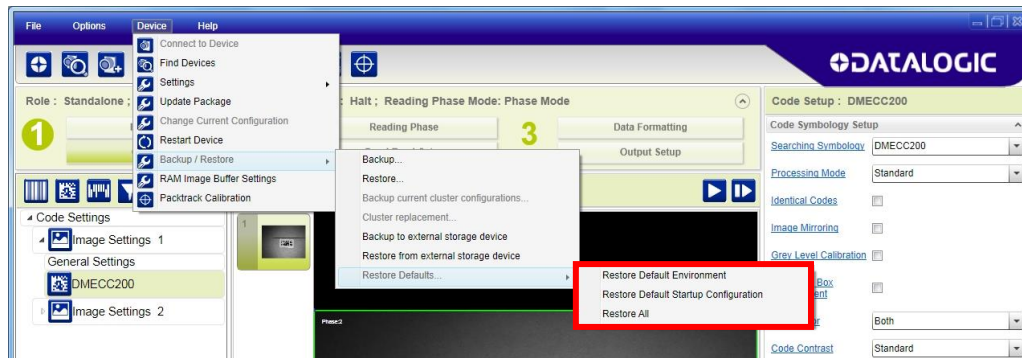 File Options Device Help
DATALOGIC
Connect to Device
Find Devices
Settings
Update Package
Change Current Configuration
Restart Device
Backup / Restore
RAM Image Buffer Settings
Packtrack Calibration
Role : Standalone ; : Halt ; Reading Phase Mode: Phase Mode
1
Reading Phase
3
Data Formatting
Output Setup
Backup...
Restore...
Backup current cluster configurations...
Cluster replacement...
Backup to external storage device
Restore from external storage device
Restore Defaults...
Restore Default Environment
Restore Default Startup Configuration
Restore All
Code Settings
Image Settings 1
General Settings
DMECC200
Image Settings 2
1
Phase:2
Code Setup : DMECC200
Code Symbology Setup
Searching Symbology DMECC200
Processing Mode Standard
Identical Codes
Image Mirroring
Grey Level Calibration
Box
Both
Code Contrast Standard